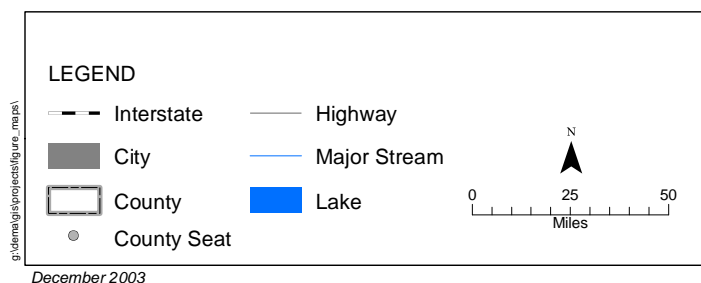 LEGEND
Interstate
Highway
City
Major Stream
County
Lake
County Seat
N
0 25 50
Miles
g:\dema\gis\projects\figure_maps\
December 2003